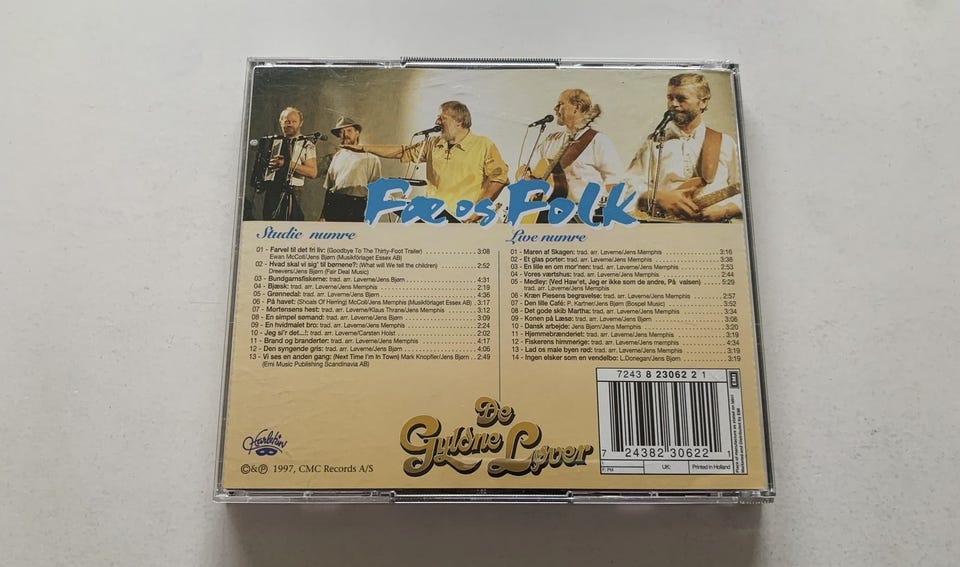 Fæ os Folk
Studie numre
01 - Farvel til det fri liv: (Goodbye To The Thirty-Foot Trailer)
Ewan McColl/Jens Bjørn (Musikförlaget Essex AB) 3:08
02 - Hvad skal vi sig' til børnene?: (What will We tell the children)
Dreevers/Jens Bjørn (Fair Deal Music) 2:52
03 - Bundgarnsfiskerne: trad. arr. Løverne/Jens Bjørn 4:31
04 - Bjæsk: trad. arr. Løverne/Jens Memphis 2:19
05 - Grønnedal: trad. arr. Løverne/Jens Bjørn 4:36
06 - På havet: (Shoals Of Herring) McColl/Jens Memphis (Musikförlaget Essex AB) 3:17
07 - Mortensens hest: trad. arr. Løverne/Klaus Thrane/Jens Memphis 3:12
08 - En simpel sømand: trad. arr. Løverne/Jens Bjørn 3:09
09 - En hvidmalet bro: trad. arr. Løverne/Jens Memphis 2:24
10 - Jeg si'r det...!: trad. arr. Løverne/Carsten Holst 2:02
11 - Brand og brandérter: trad. arr. Løverne/Jens Memphis 4:17
12 - Den syngende gris: trad. arr. Løverne/Jens Bjørn 4:06
13 - Vi ses en anden gang: (Next Time I'm In Town) Mark Knopfler/Jens Bjørn 2:49
(Emi Music Publishing Scandinavia AB)
Live numre
01 - Maren af Skagen: trad. arr. Løverne/Jens Memphis 3:16
02 - Et glas porter: trad. arr. Løverne/Jens Memphis 3:38
03 - En lille en om mor'nen: trad. arr. Løverne/Jens Memphis 2:53
04 - Vores værtshus: trad. arr. Løverne/Jens Memphis 2:44
05 - Medley: (Ved Haw'et, Jeg er ikke som de andre, På valsen) 5:29
trad. arr. Løverne/Jens Memphis
06 - Kræn Piesens begravelse: trad. arr. Løverne/Jens Memphis 2:57
07 - Den lille Café: P. Kartner/Jens Bjørn (Bospel Music) 3:52
08 - Det gode skib Martha: trad. arr. Løverne/Jens Memphis 3:34
09 - Konen på Læsø: trad. arr. Løverne/Jens Bjørn 3:06
10 - Dansk arbejde: Jens Bjørn/Jens Memphis 3:20
11 - Hjemmebrænderiet: trad. arr. Løverne/Jens Memphis 3:19
12 - Fiskerens himmerige: trad. arr. Løverne/Jens Memphis 4:34
13 - Lad os male byen rød: trad. arr. Løverne/Jens Memphis 3:19
14 - Ingen elsker som en vendelbo: L.Donegan/Jens Bjørn 3:19
Harlekin
©&℗ 1997, CMC Records A/S
De Gyldne Løver
7243 8 23062 2 1
EMI
7 24382 30622 1
UK:
Printed in Holland